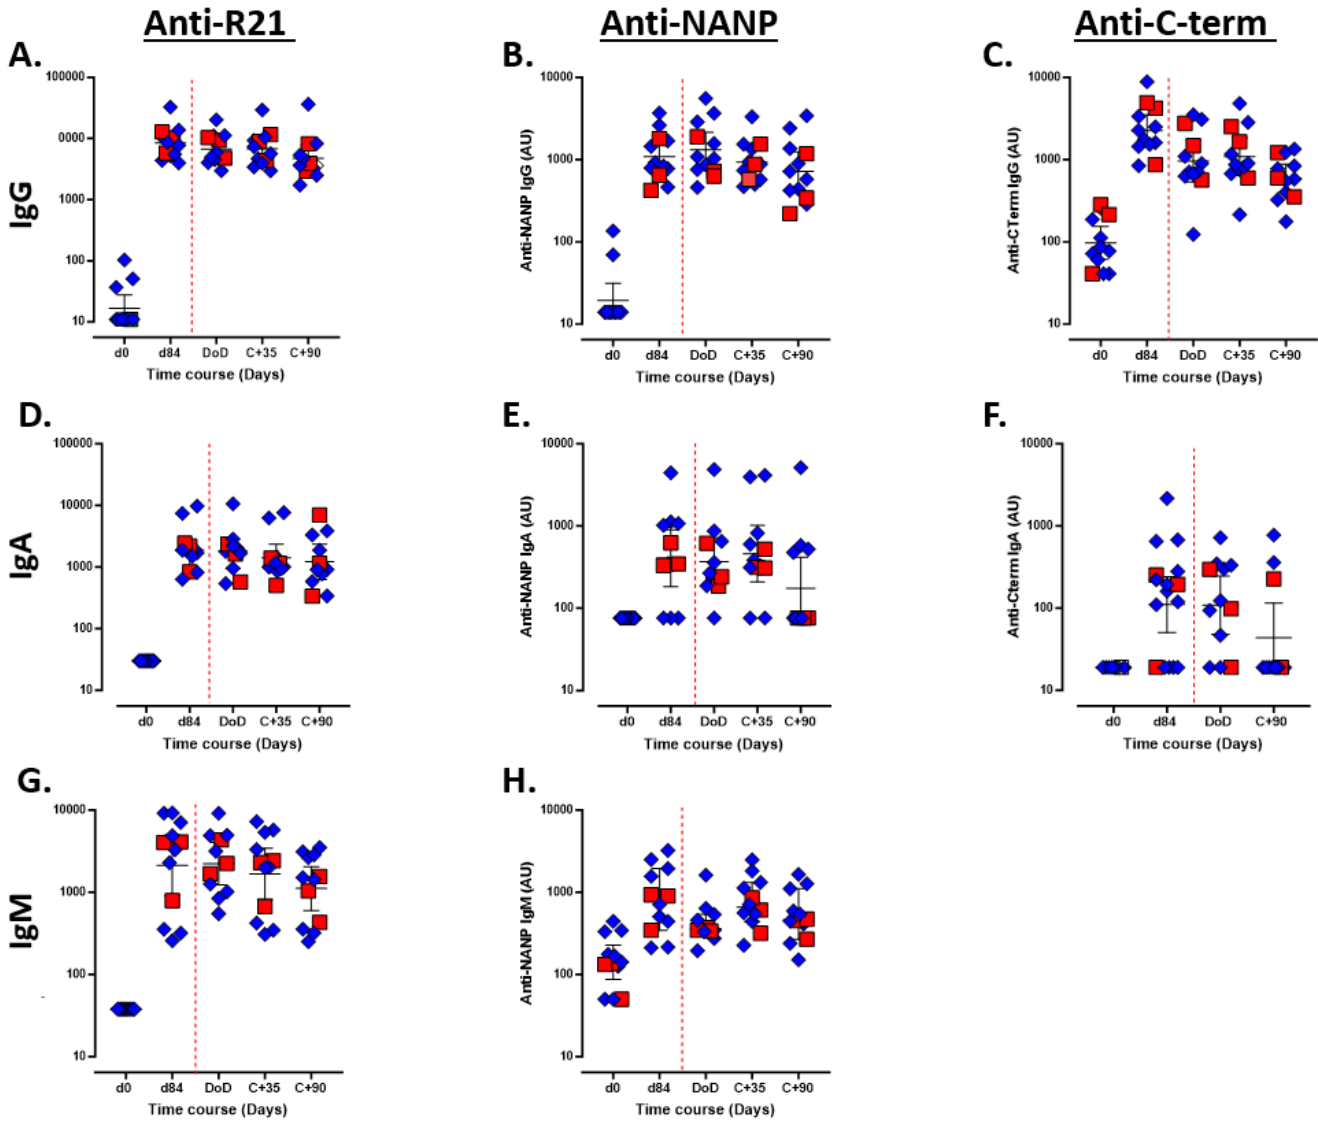 Anti-R21
Anti-NANP
Anti-C-term
A.
B.
C.
IgG
100000
10000
1000
100
10
d0 d84 DoD C+35 C+90
Time course (Days)
Anti-NANP IgG (AU)
10000
1000
100
10
d0 d84 DoD C+35 C+90
Time course (Days)
Anti-CTerm IgG (AU)
10000
1000
100
10
d0 d84 DoD C+35 C+90
Time course (Days)
D.
E.
F.
IgA
100000
10000
1000
100
10
d0 d84 DoD C+35 C+90
Time course (Days)
Anti-NANP IgA (AU)
10000
1000
100
10
d0 d84 DoD C+35 C+90
Time course (Days)
Anti-Cterm IgA (AU)
10000
1000
100
10
d0 d84 DoD C+90
Time course (Days)
G.
H.
IgM
10000
1000
100
10
d0 d84 DoD C+35 C+90
Time course (Days)
Anti-NANP IgM (AU)
10000
1000
100
10
d0 d84 DoD C+35 C+90
Time course (Days)